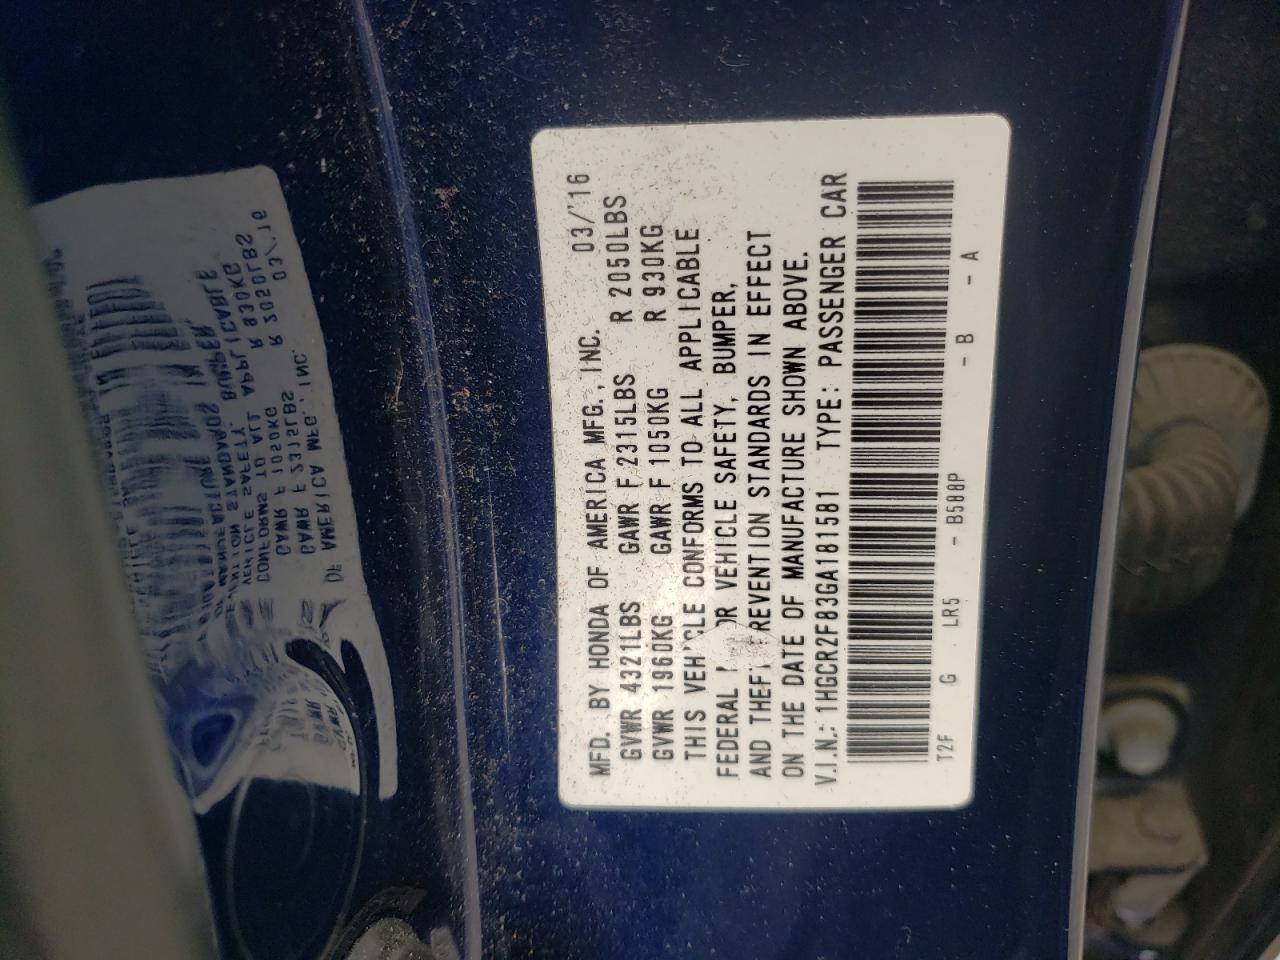 MFD. BY HONDA OF AMERICA MFG., INC. 03/'16
GVWR 4321LBS GAWR F 2315LBS R 2050LBS
GVWR 1960KG GAWR F 1050KG R 930KG
THIS VEHICLE CONFORMS TO ALL APPLICABLE
FEDERAL VEHICLE SAFETY, BUMPER,
AND THEFT PREVENTION STANDARDS IN EFFECT
ON THE DATE OF MANUFACTURE SHOWN ABOVE.
V.I.N.: 1HGCR2F83GA181581 TYPE: PASSENGER CAR
T2F G LR5 - B588P - B - A